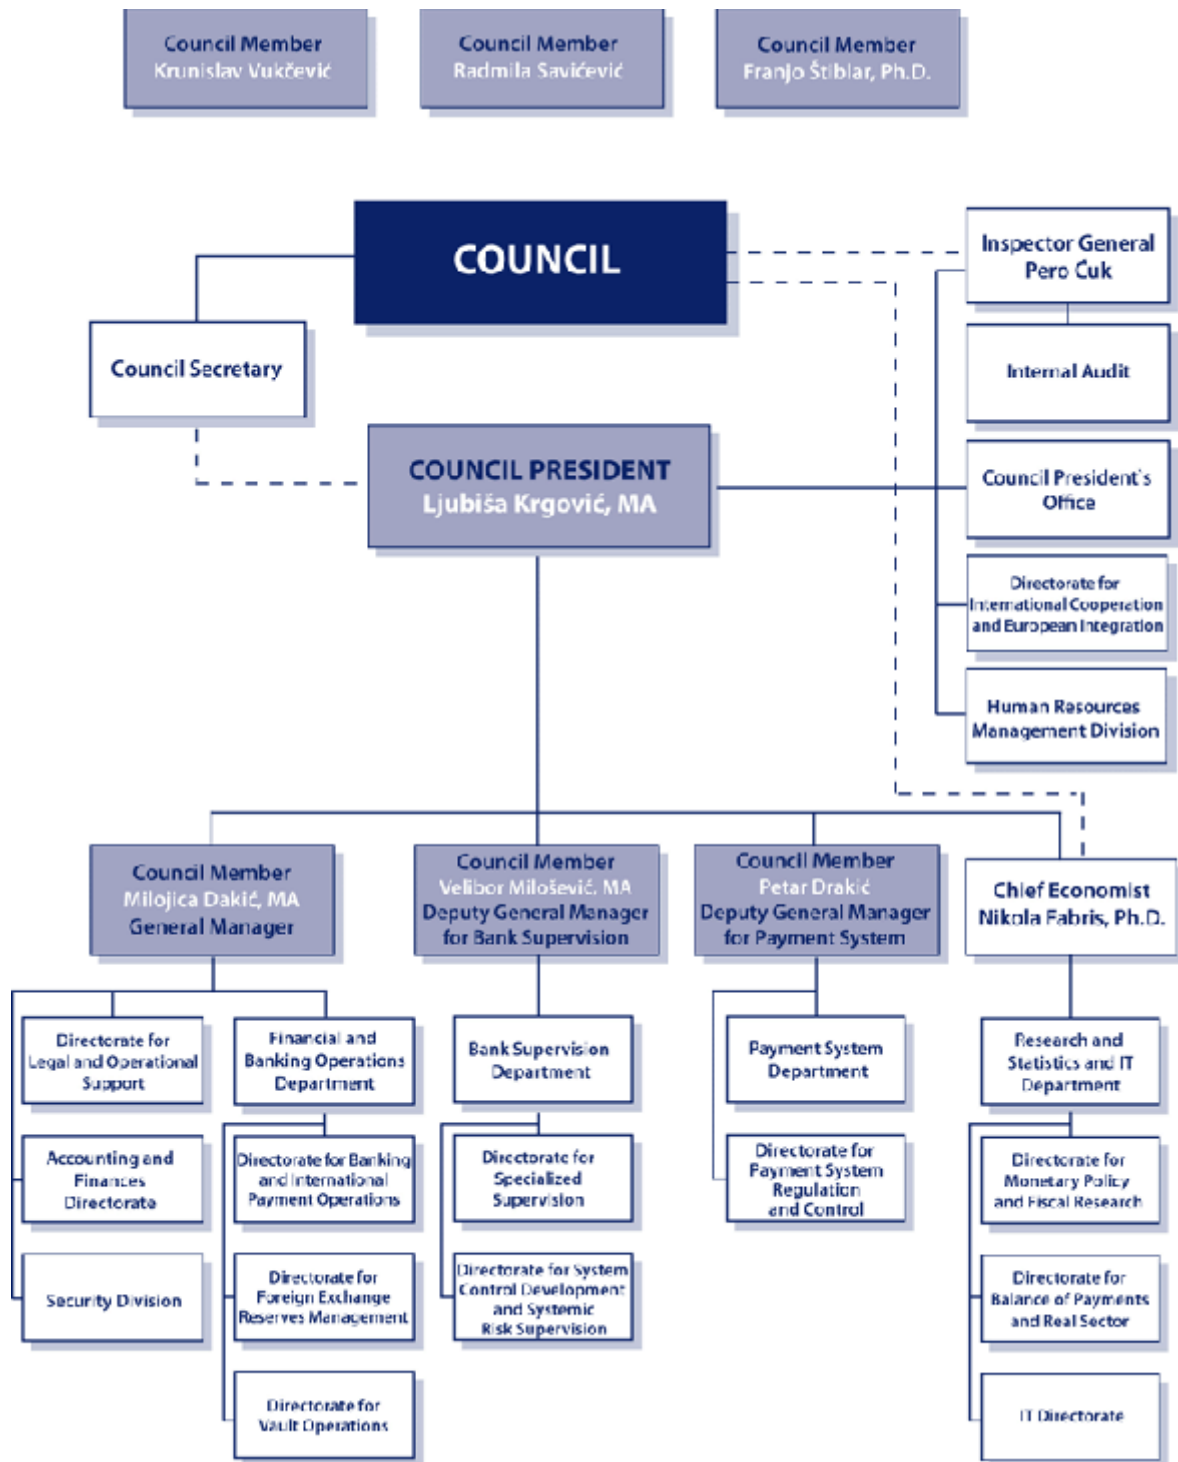 Council Member
Krunislav Vukčević
Council Member
Radmila Savićević
Council Member
Franjo Štiblar, Ph.D.
COUNCIL
Inspector General
Pero Ćuk
Council Secretary
Internal Audit
COUNCIL PRESIDENT
Ljubiša Krgović, MA
Council President`s
Office
Directorate for
International Cooperation
and European Integration
Human Resources
Management Division
Council Member
Milojica Dakić, MA
General Manager
Council Member
Velibor Milošević, MA
Deputy General Manager
for Bank Supervision
Council Member
Petar Drakić
Deputy General Manager
for Payment System
Chief Economist
Nikola Fabris, Ph.D.
Directorate for
Legal and Operational
Support
Financial and
Banking Operations
Department
Bank Supervision
Department
Payment System
Department
Research and
Statistics and IT
Department
Accounting and
Finances
Directorate
Directorate for Banking
and International
Payment Operations
Directorate for
Specialized
Supervision
Directorate for
Payment System
Regulation
and Control
Directorate for
Monetary Policy
and Fiscal Research
Security Division
Directorate for
Foreign Exchange
Reserves Management
Directorate for System
Control Development
and Systemic
Risk Supervision
Directorate for
Balance of Payments
and Real Sector
Directorate for
Vault Operations
IT Directorate